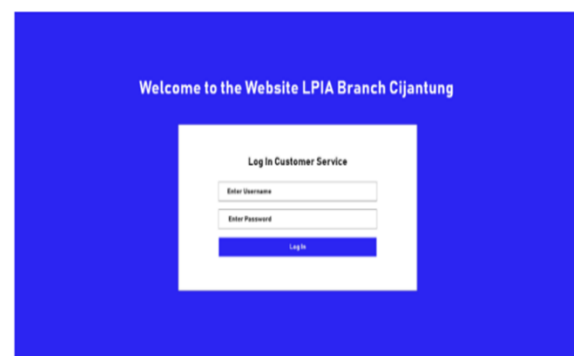 Welcome to the Website LPIA Branch Cijantung
Log In Customer Service
Enter Username
Enter Password
Log In